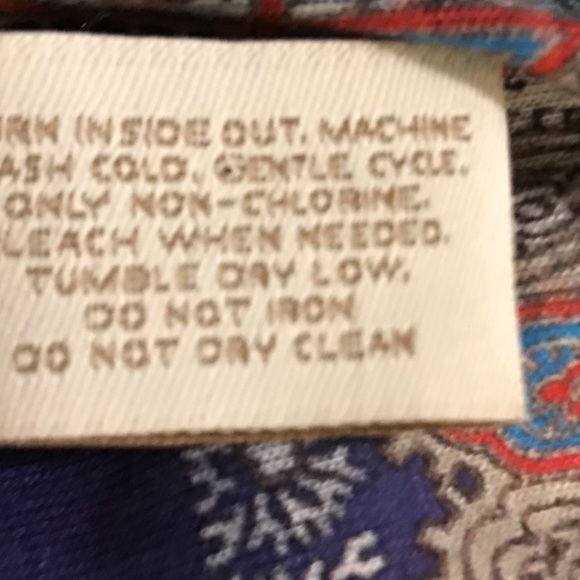 URN INSIDE OUT. MACHINE
ASH COLD. GENTLE CYCLE.
ONLY NON-CHLORINE.
LEACH WHEN NEEDED.
TUMBLE DRY LOW.
DO NOT IRON
DO NOT DRY CLEAN